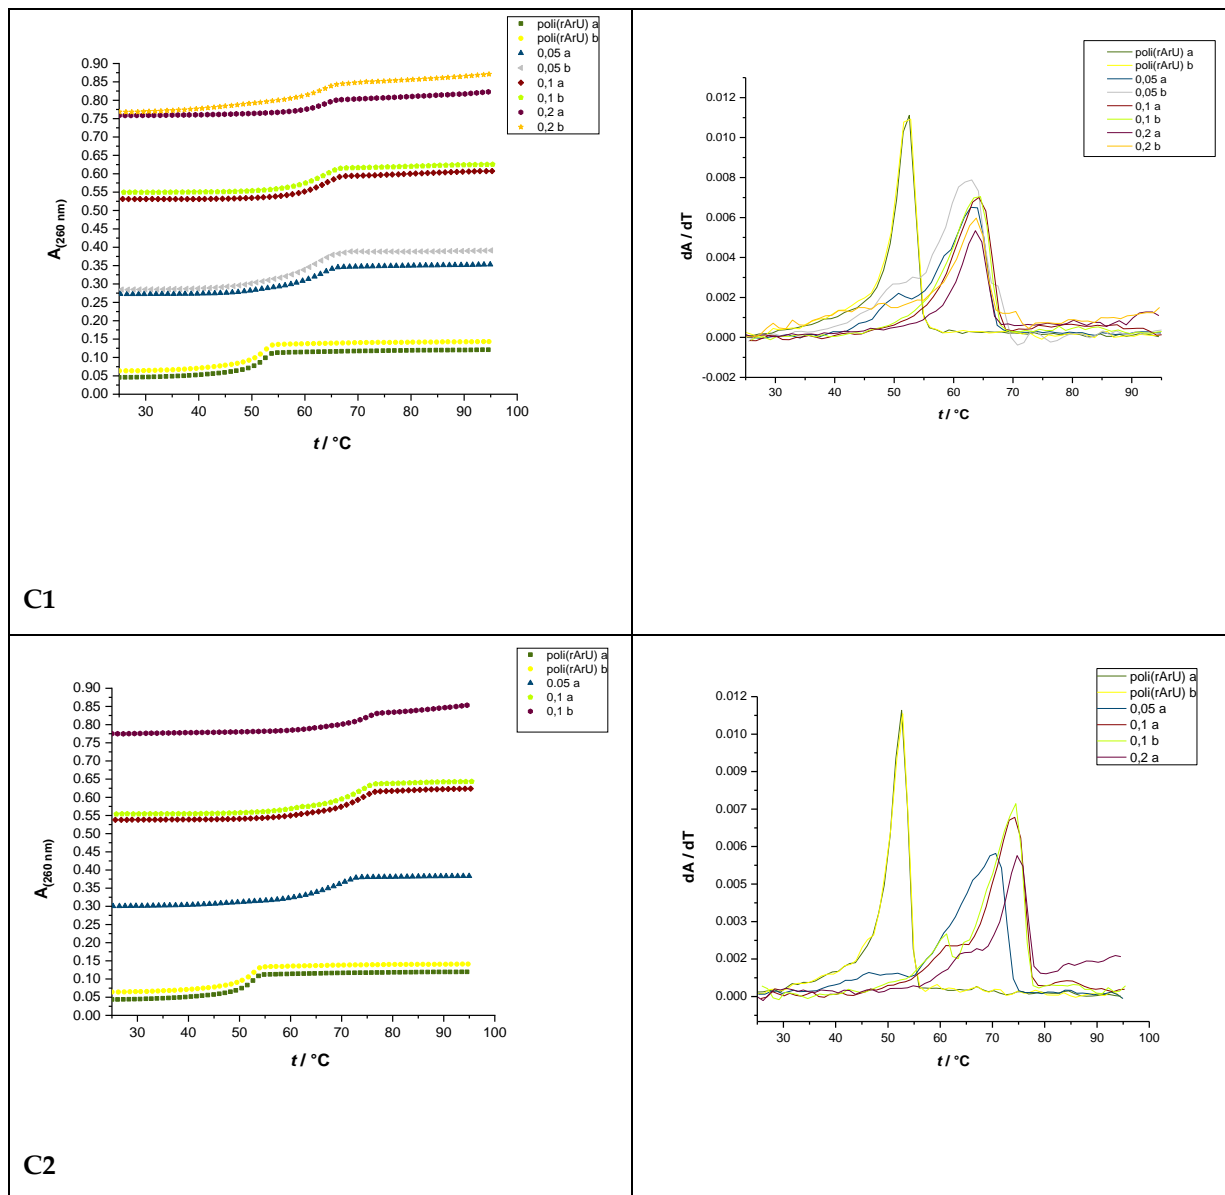 poli(rArU) a
poli(rArU) b
0,05 a
0,05 b
0,1 a
0,1 b
0,2 a
0,2 b
0.90
0.85
0.80
0.75
0.70
0.65
0.60
0.55
0.50
0.45
0.40
0.35
0.30
0.25
0.20
0.15
0.10
0.05
0.00
A(260 nm)
30 40 50 60 70 80 90 100
t / °C
C1
poli(rArU) a
poli(rArU) b
0,05 a
0,05 b
0,1 a
0,1 b
0,2 a
0,2 b
0.012
0.010
0.008
0.006
0.004
0.002
0.000
-0.002
dA / dT
30 40 50 60 70 80 90
t / °C
poli(rArU) a
poli(rArU) b
0.05 a
0,1 a
0,1 b
0.90
0.85
0.80
0.75
0.70
0.65
0.60
0.55
0.50
0.45
0.40
0.35
0.30
0.25
0.20
0.15
0.10
0.05
0.00
A(260 nm)
30 40 50 60 70 80 90 100
t / °C
C2
poli(rArU) a
poli(rArU) b
0,05 a
0,1 a
0,1 b
0,2 a
0.012
0.010
0.009
0.007
0.006
0.004
0.003
0.002
0.000
dA / dT
30 40 50 60 70 80 90 100
t / °C